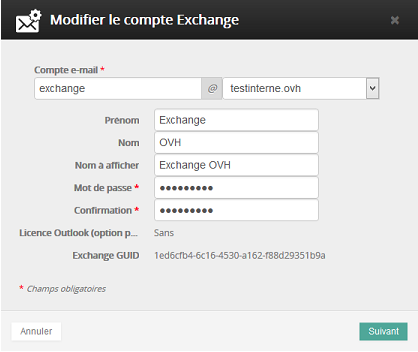 Modifier le compte Exchange
Compte e-mail *
exchange @ testinterne.ovh
Prénom Exchange
Nom OVH
Nom à afficher Exchange OVH
Mot de passe * ●●●●●●●●●
Confirmation * ●●●●●●●●●
Licence Outlook (option p... Sans
Exchange GUID 1ed6cfb4-6c16-4530-a162-f88d29351b9a
* Champs obligatoires
Annuler Suivant